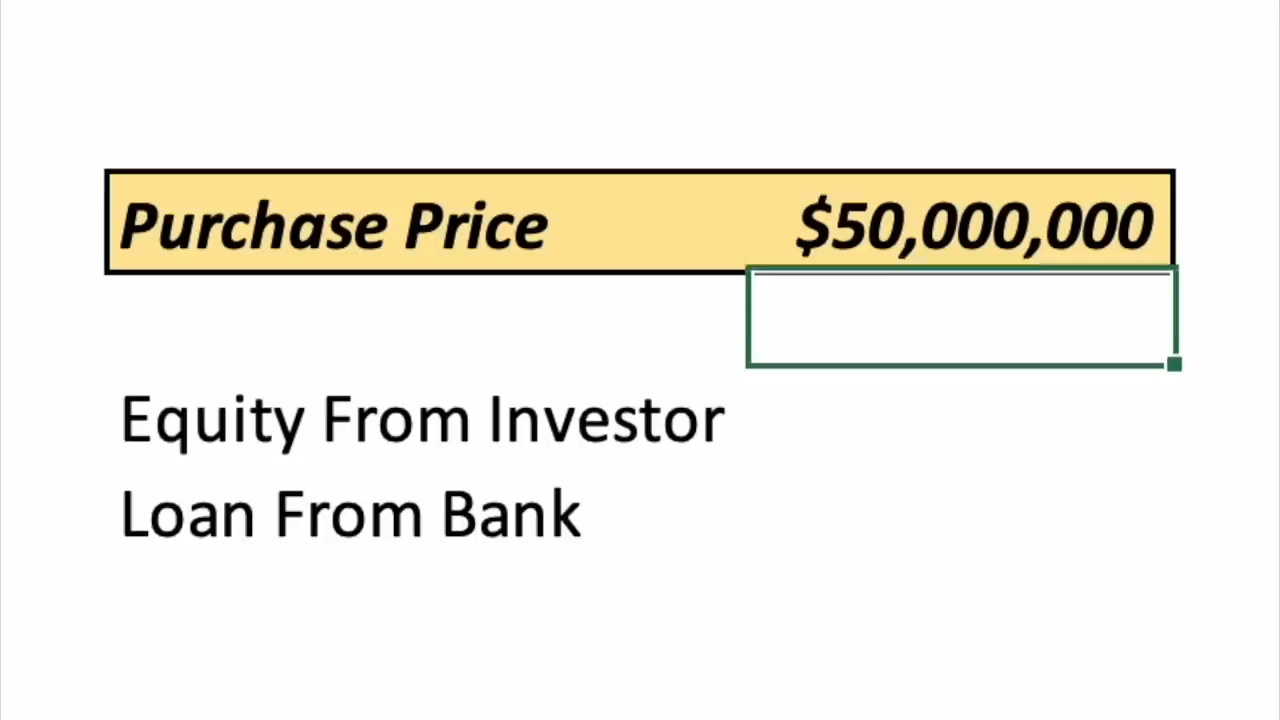 Purchase Price $50,000,000
Equity From Investor
Loan From Bank